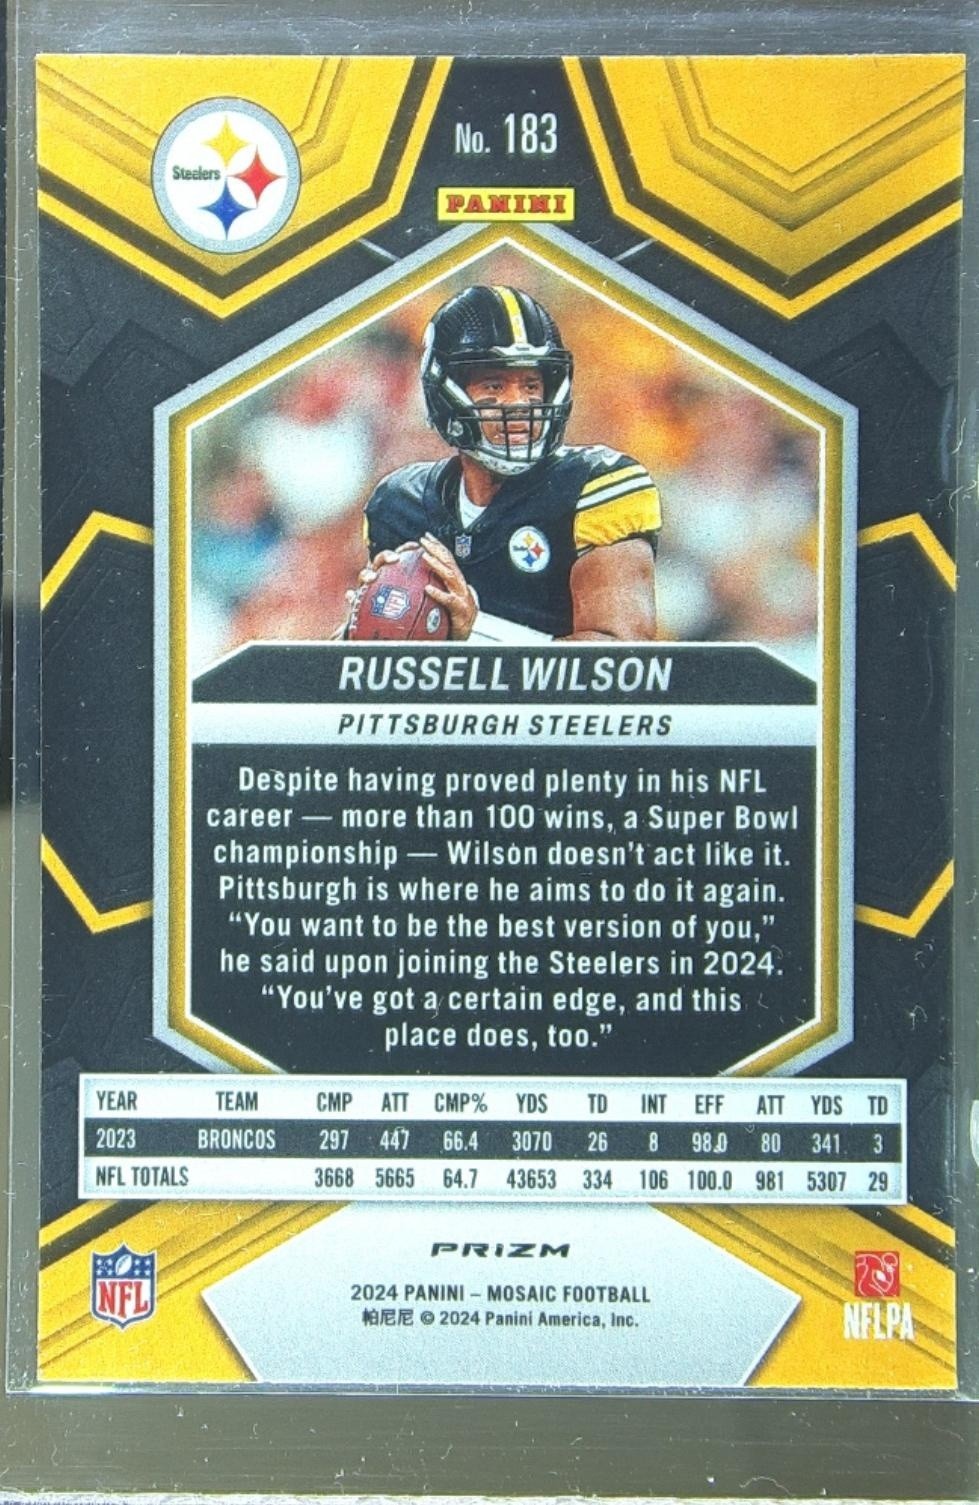 No. 183
Steelers
PANINI
RUSSELL WILSON
PITTSBURGH STEELERS
Despite having proved plenty in his NFL
career — more than 100 wins, a Super Bowl
championship — Wilson doesn't act like it.
Pittsburgh is where he aims to do it again.
“You want to be the best version of you,”
he said upon joining the Steelers in 2024.
“You've got a certain edge, and this
place does, too.”
YEAR TEAM CMP ATT CMP% YDS TD INT EFF ATT YDS TD
2023 BRONCOS 297 447 66.4 3070 26 8 98.0 80 341 3
NFL TOTALS 3668 5665 64.7 43653 334 106 100.0 981 5307 29
PRIZM
NFL
2024 PANINI – MOSAIC FOOTBALL
帕尼尼 © 2024 Panini America, Inc.
NFLPA